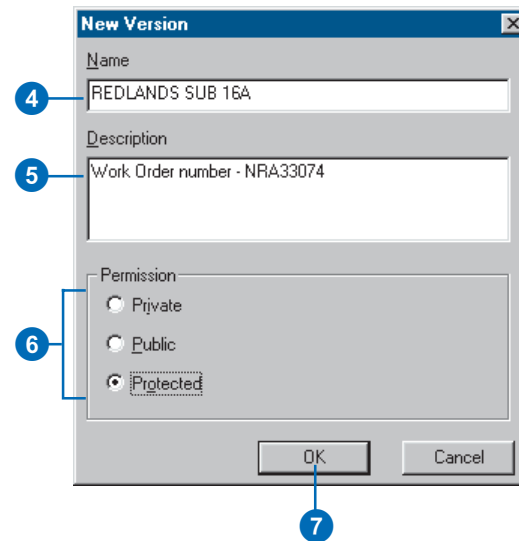 New Version
Name
4
REDLANDS SUB 16A
Description
5
Work Order number - NRA33074
Permission
6
Private
Public
Protected
OK
Cancel
7